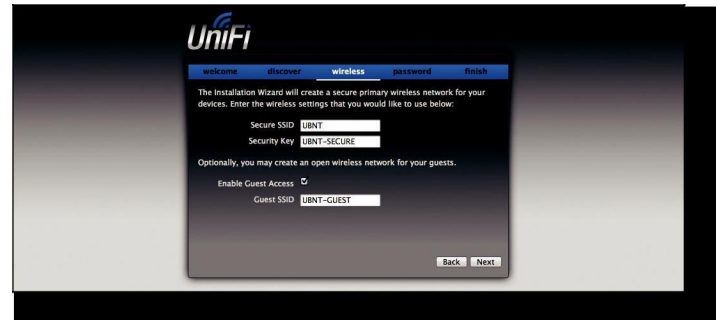 UniFi
welcome discover wireless password finish
The Installation Wizard will create a secure primary wireless network for your
devices. Enter the wireless settings that you would like to use below:
Secure SSID UBNT
Security Key UBNT-SECURE
Optionally, you may create an open wireless network for your guests.
Enable Guest Access
Guest SSID UBNT-GUEST
Back Next